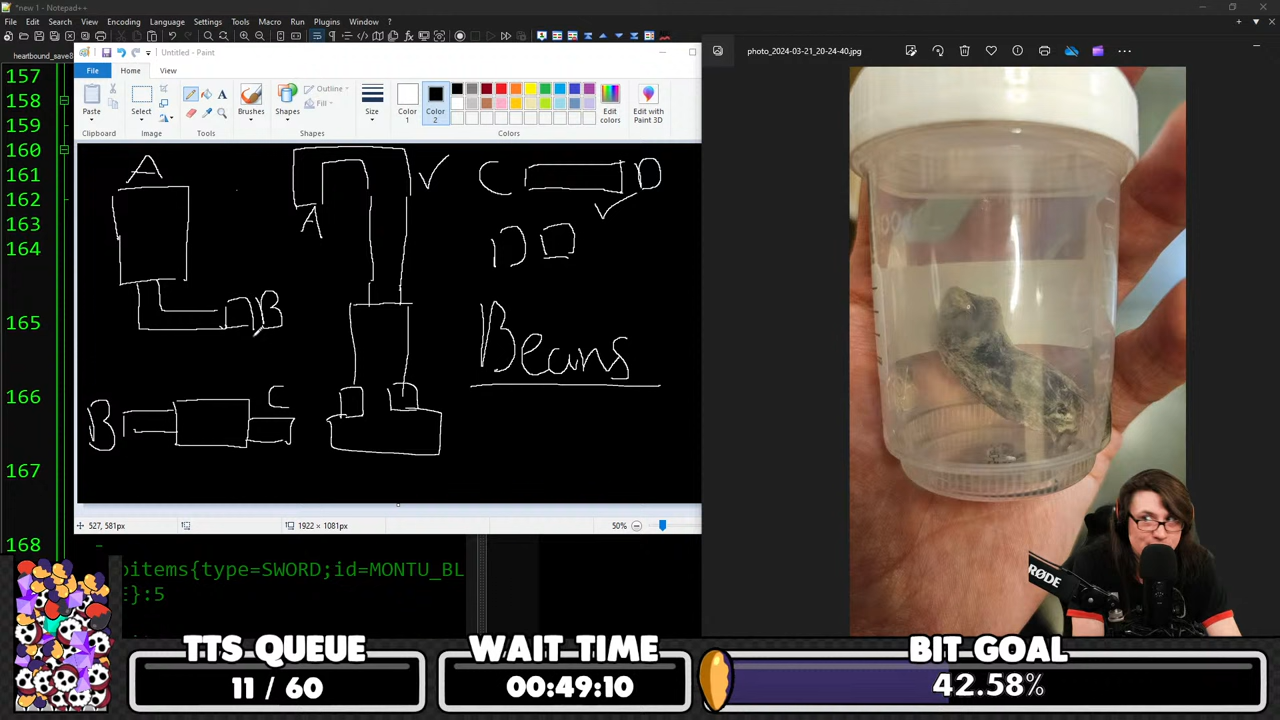 *new 1 - Notepad++
File Edit Search View Encoding Language Settings Tools Macro Run Plugins Window ?
heartbound_save8
157
158
159
160
161
162
163
164
165
166
167
168
Untitled - Paint
File Home View
Paste
Select
Brushes
Shapes
Outline
Fill
Size
Color 1
Color 2
Edit colors
Edit with Paint 3D
Clipboard Image Tools Shapes Colors
A
A
C D
D
B
Beans
B C
527, 581px
1922 × 1081px
50%
pitems{type=SWORD;id=MONTU_BL
E}:5
photo_2024-03-21_20-24-40.jpg
RØDE
TTS QUEUE
11 / 60
WAIT TIME
00:49:10
BIT GOAL
42.58%